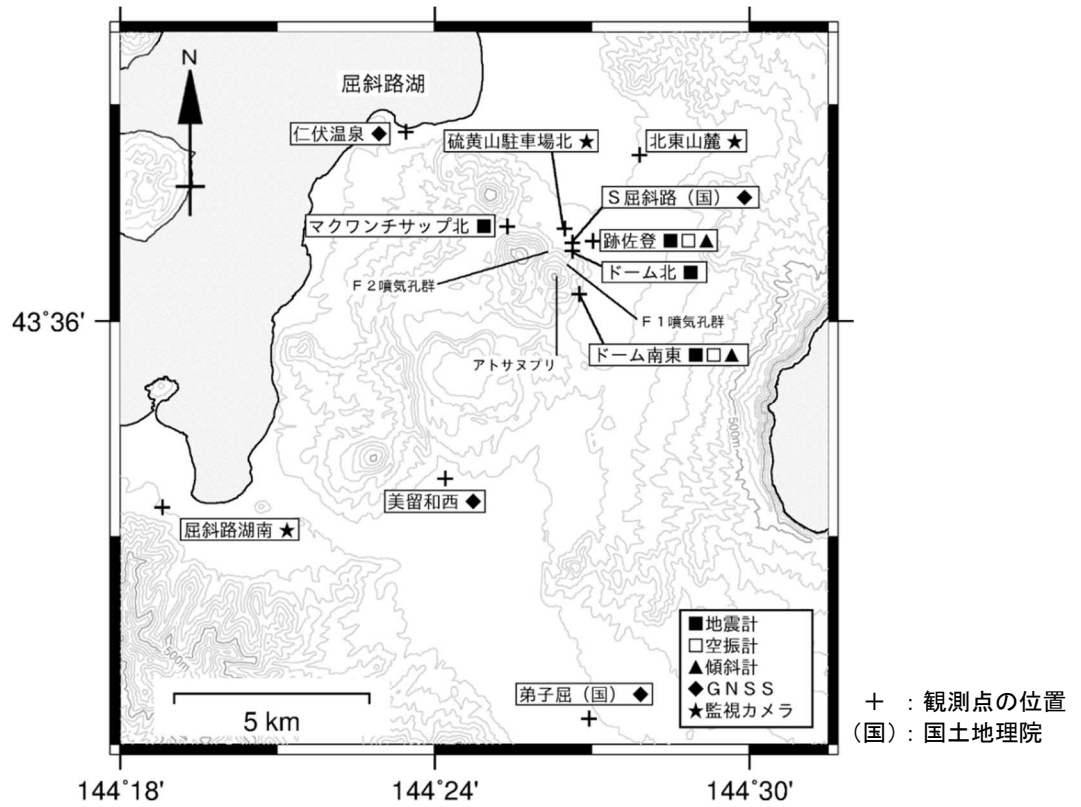 N
屈斜路湖
仁伏温泉 ◆
硫黄山駐車場北 ★
北東山麓 ★
S屈斜路（国） ◆
マクワンチサップ北 ■
跡佐登 ■□▲
ドーム北 ■
F2噴気孔群
F1噴気孔群
43°36'
ドーム南東 ■□▲
アトサヌプリ
500m
美留和西 ◆
屈斜路湖南 ★
500m
■地震計
□空振計
▲傾斜計
◆GNSS
★監視カメラ
弟子屈（国） ◆
5 km
＋ ：観測点の位置
（国）：国土地理院
144°18'
144°24'
144°30'